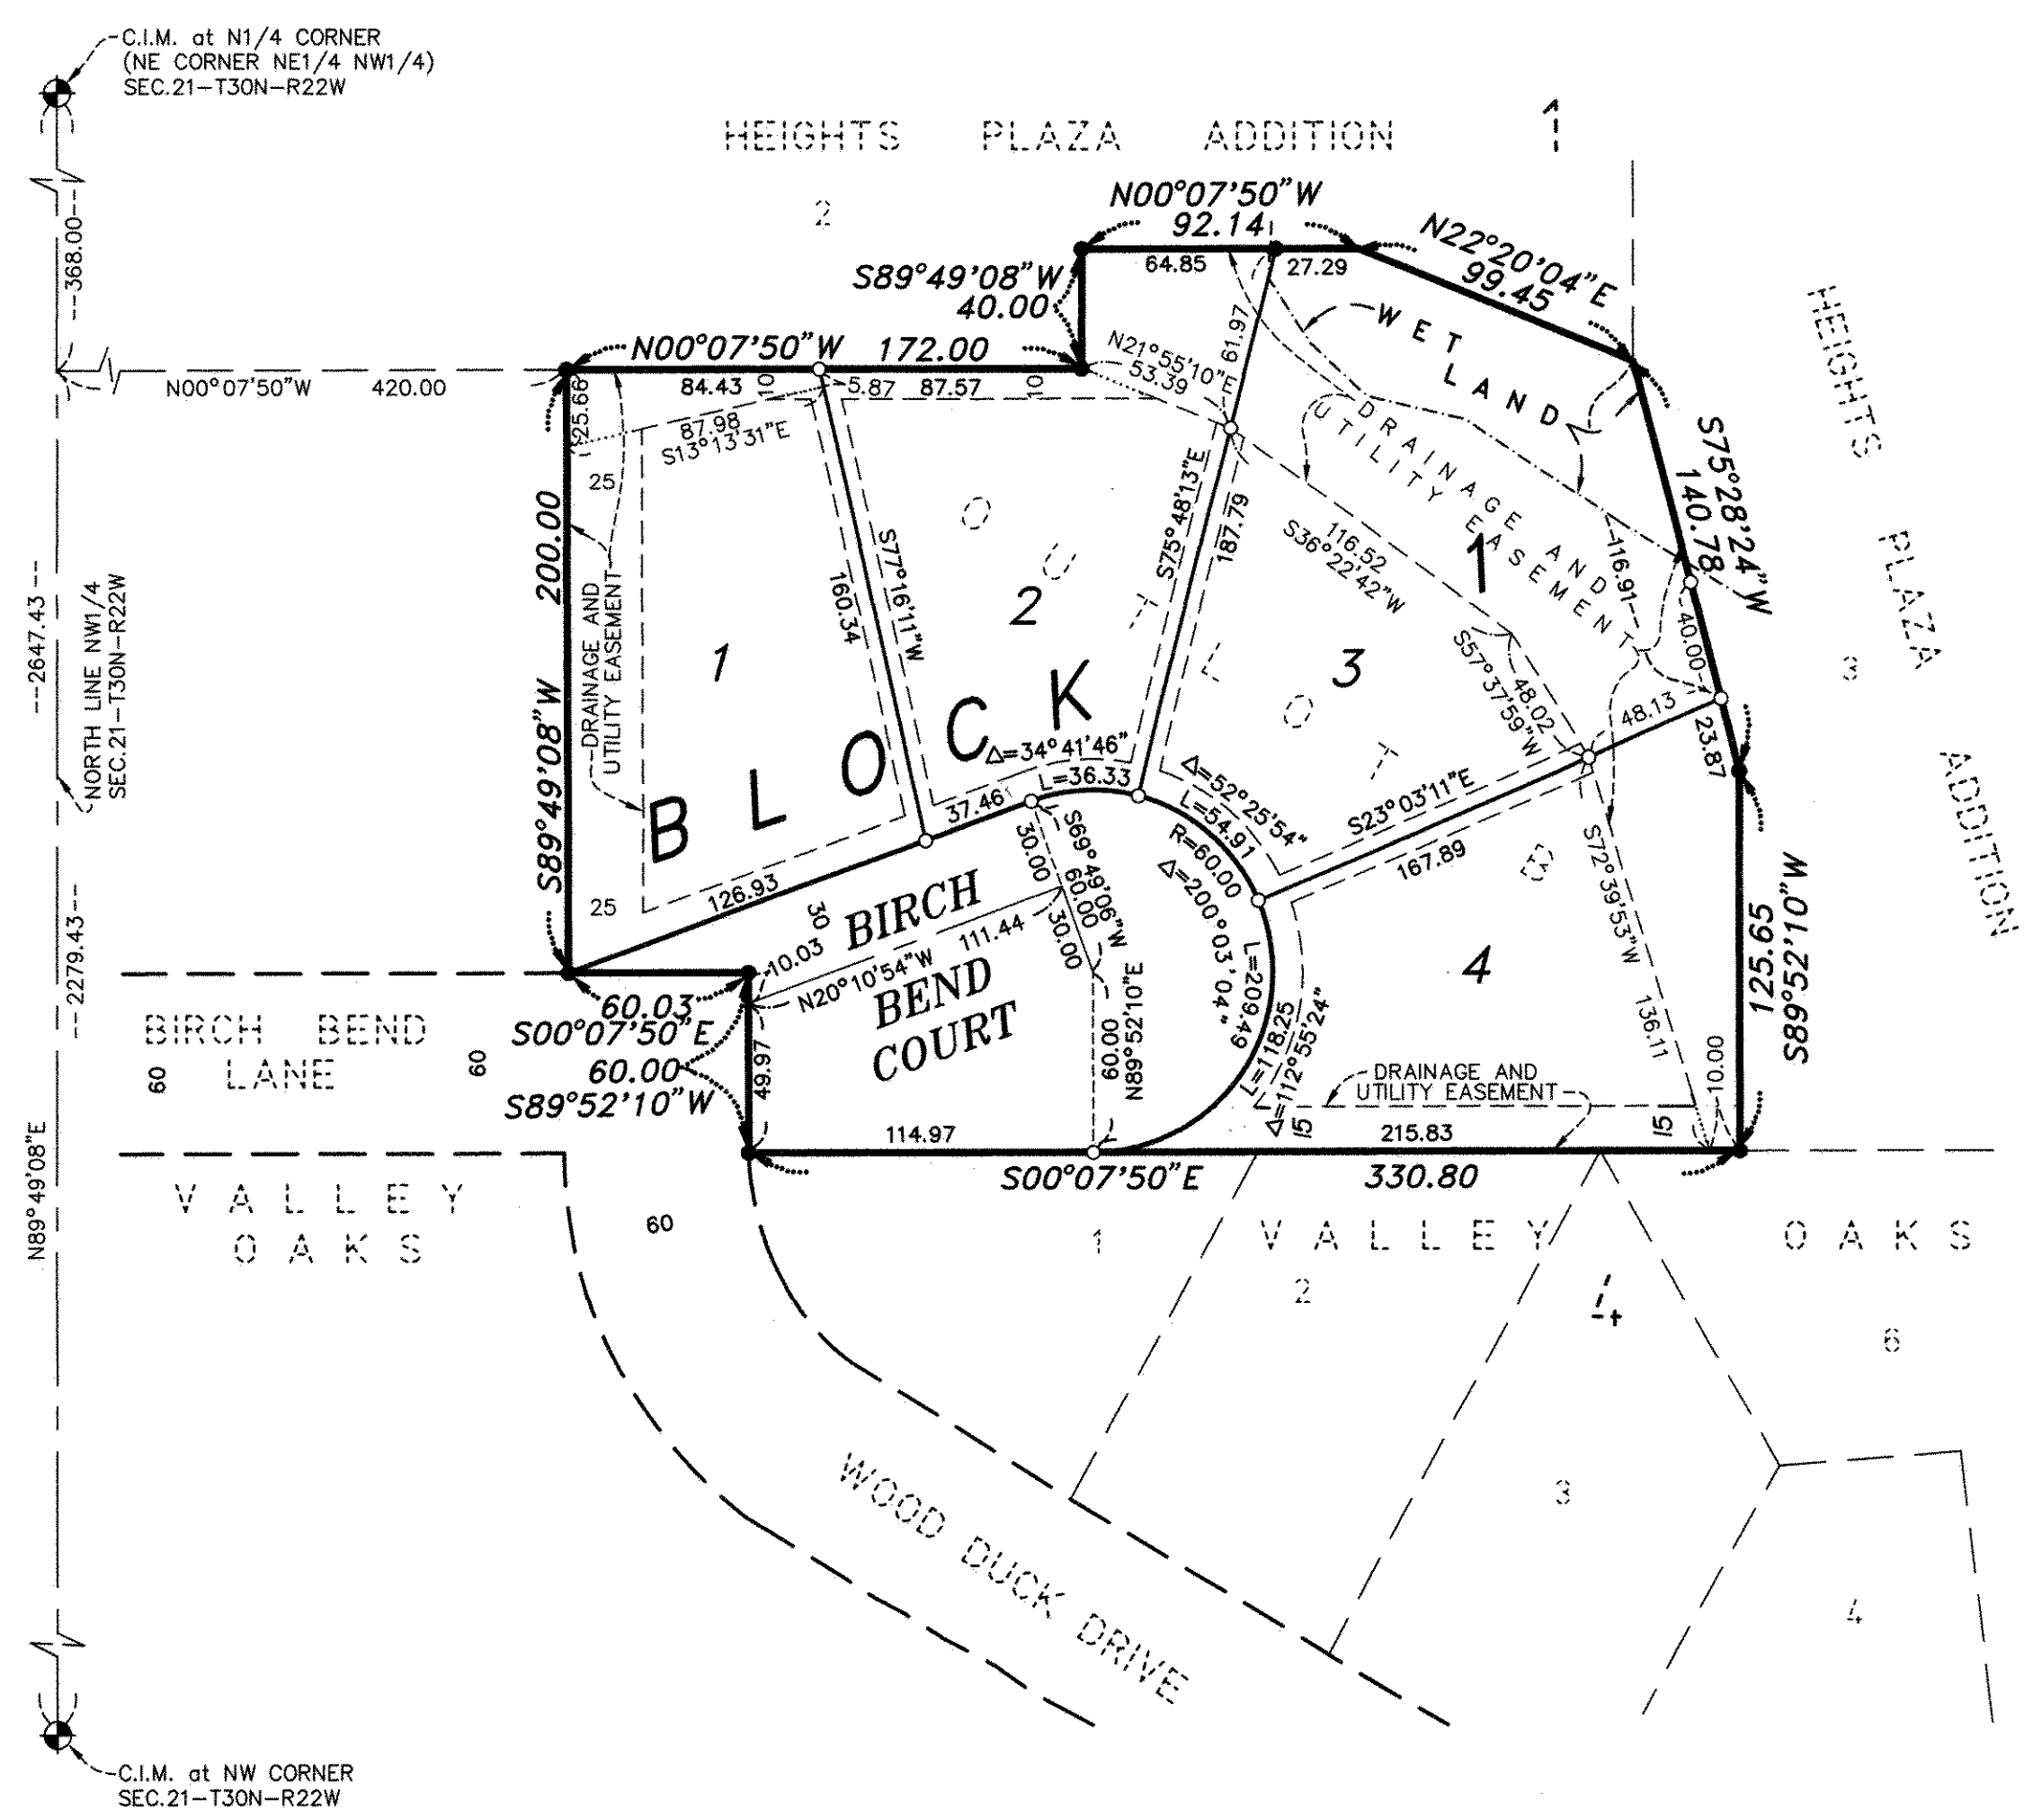 C.I.M. at N1/4 CORNER
(NE CORNER NE1/4 NW1/4)
SEC.21-T30N-R22W
HEIGHTS PLAZA ADDITION
1
2
N00°07'50"W
92.14
64.85
27.29
N22°20'04"E
99.45
S89°49'08"W
40.00
--368.00--
N00°07'50"W
172.00
N00°07'50"W 420.00
84.43
10
5.87
87.57
10
N21°55'10"E
53.39
61.97
WET
LAND
HEIGHTS
PLAZA
ADDITION
3
25.66
87.98
S13°13'31"E
25
200.00
S89°49'08"W
DRAINAGE AND
UTILITY EASEMENT
S77°16'11"W
160.34
S75°48'13"E
187.79
DRAINAGE AND
UTILITY EASEMENT
116.52
S36°22'42"W
-116.91-
S75°28'24"W
140.78
40.00
23.87
S57°37'59"W
48.02
48.13
OUTLOT
B
1
2
3
4
1
BLOCK
Δ=34°41'46"
L=36.33
37.46
Δ=52°25'54"
L=54.91
R=60.00
Δ=200°03'04"
L=209.49
L=118.25
Δ=112°55'24"
S23°03'11"E
167.89
S72°39'53"W
136.11
126.93
25
30
10.03
BIRCH
BEND
COURT
N20°10'54"W
111.44
30.00
S69°49'06"W
60.00
30.00
60.00
N89°52'10"E
--2647.43--
NORTH LINE NW1/4
SEC.21-T30N-R22W
--2279.43--
N89°49'08"E
BIRCH BEND
LANE
60
60
60.03
S00°07'50"E
60.00
S89°52'10"W
49.97
114.97
DRAINAGE AND
UTILITY EASEMENT
15
215.83
15
10.00
125.65
S89°52'10"W
S00°07'50"E
330.80
VALLEY
OAKS
60
1
VALLEY OAKS
2
4
6
3
4
WOOD DUCK DRIVE
C.I.M. at NW CORNER
SEC.21-T30N-R22W